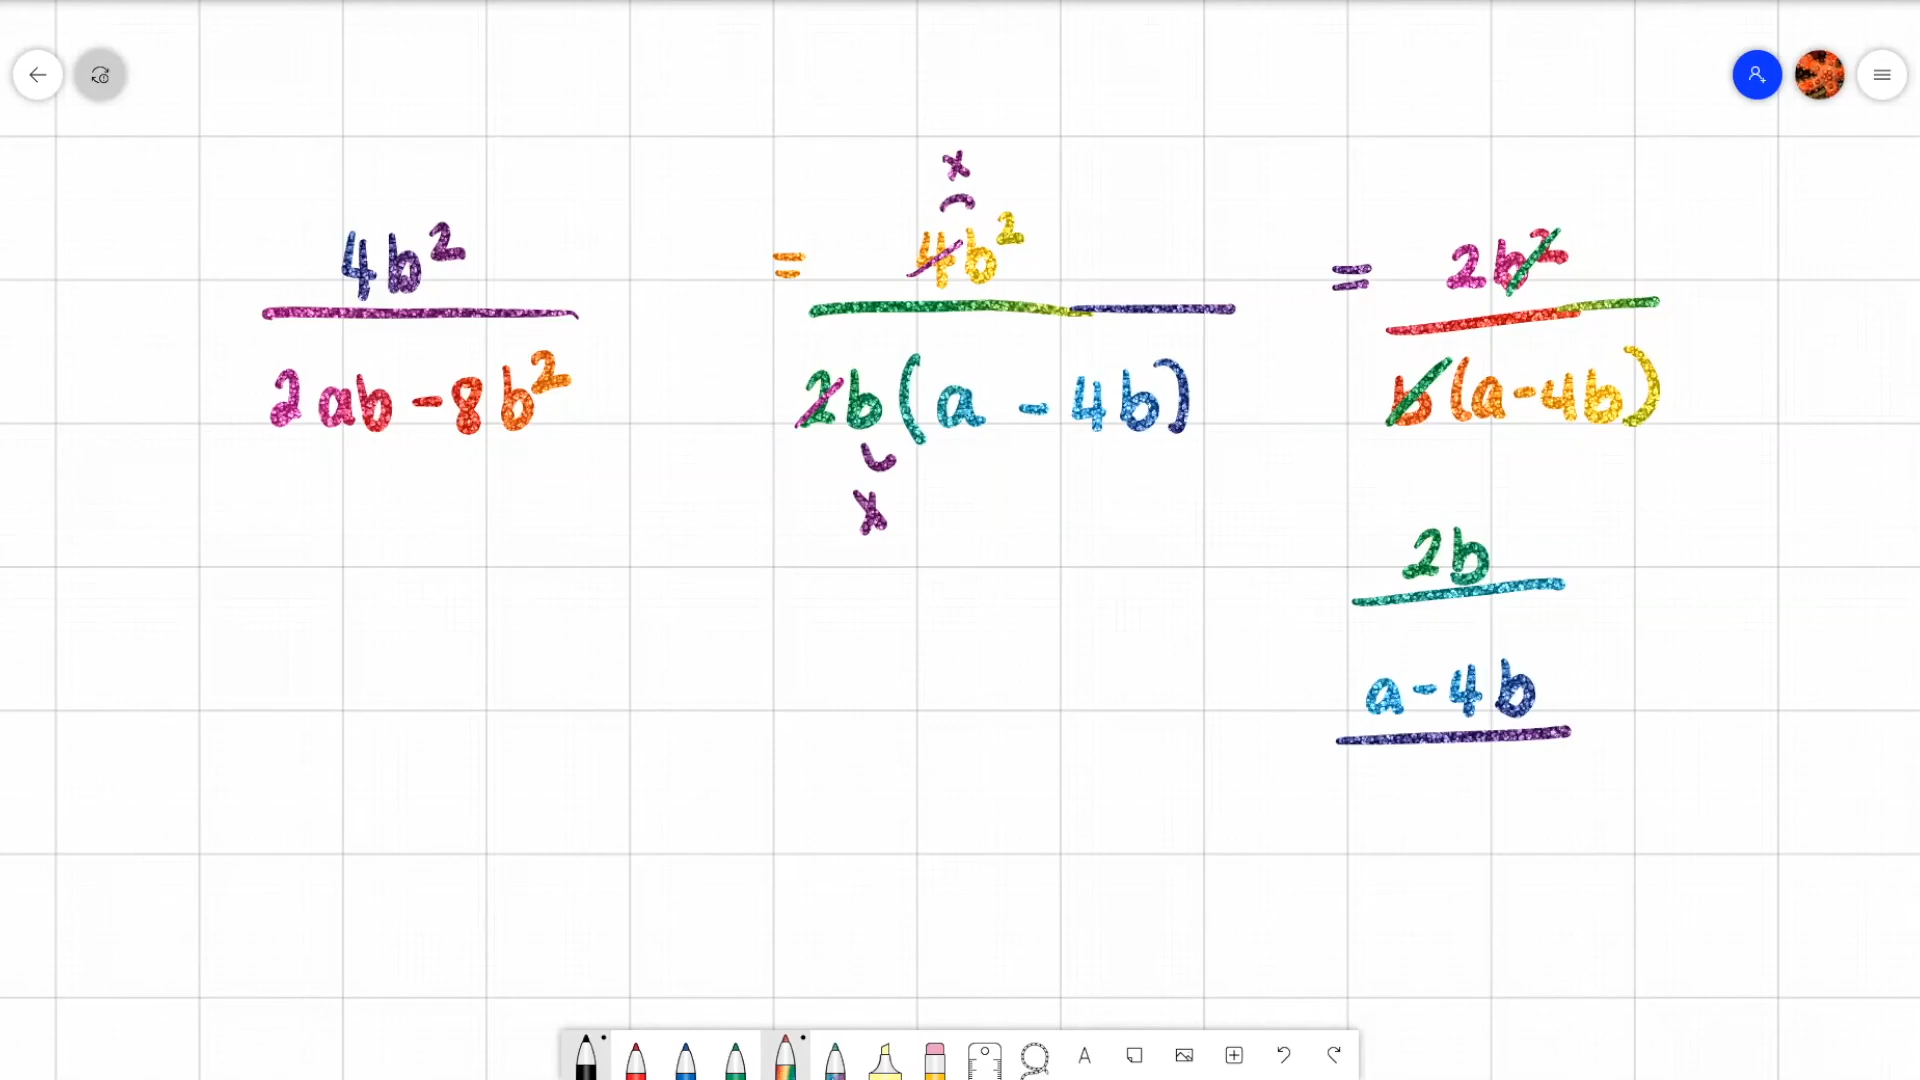 4b²
2ab-8b²
=
x
4b²
2b(a - 4b)
x
=
2b²
b(a-4b)
2b
a-4b